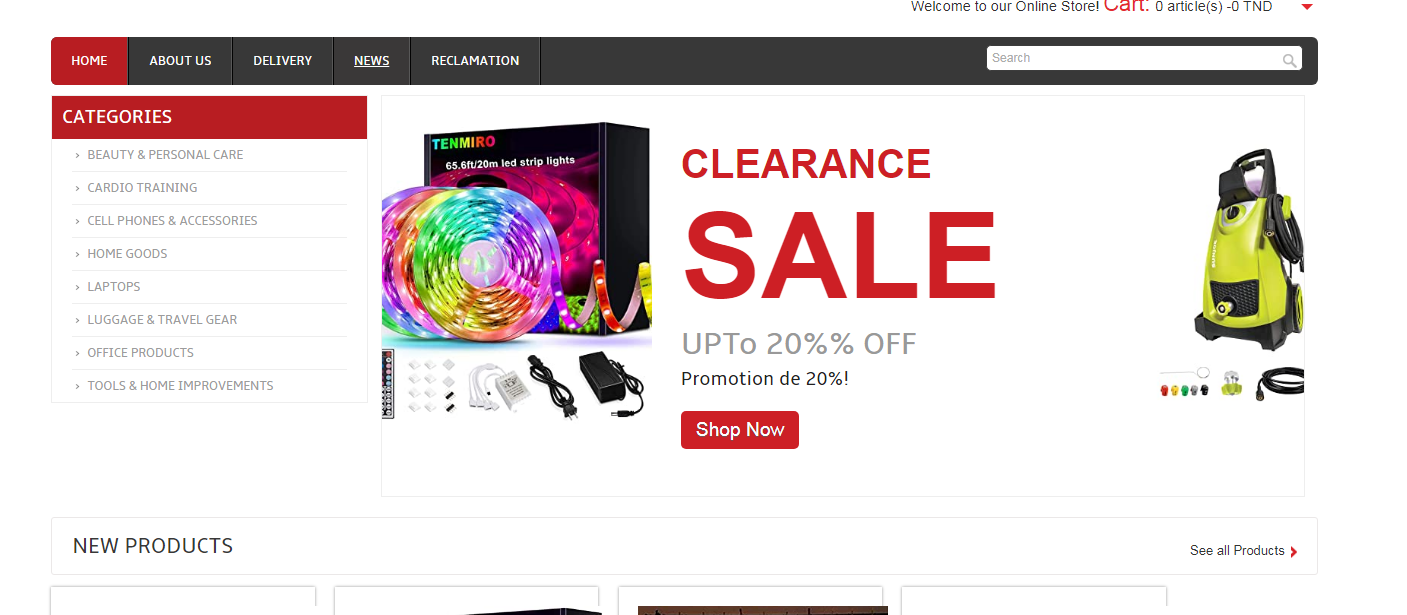 Welcome to our Online Store! Cart: 0 article(s) -0 TND
HOME ABOUT US DELIVERY NEWS RECLAMATION Search
CATEGORIES
BEAUTY & PERSONAL CARE
CARDIO TRAINING
CELL PHONES & ACCESSORIES
HOME GOODS
LAPTOPS
LUGGAGE & TRAVEL GEAR
OFFICE PRODUCTS
TOOLS & HOME IMPROVEMENTS
TENMIRO
65.6ft/20m led strip lights
CLEARANCE
SALE
UPTo 20%% OFF
Promotion de 20%!
Shop Now
NEW PRODUCTS
See all Products